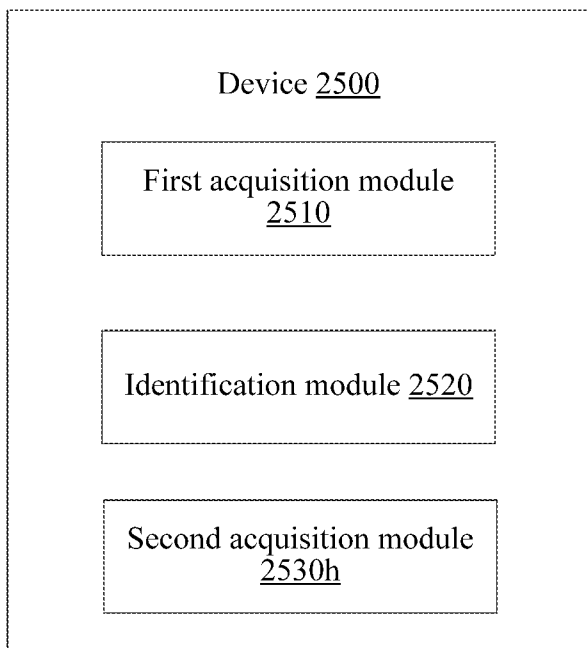 Device 2500
First acquisition module
2510
Identification module 2520
Second acquisition module
2530h